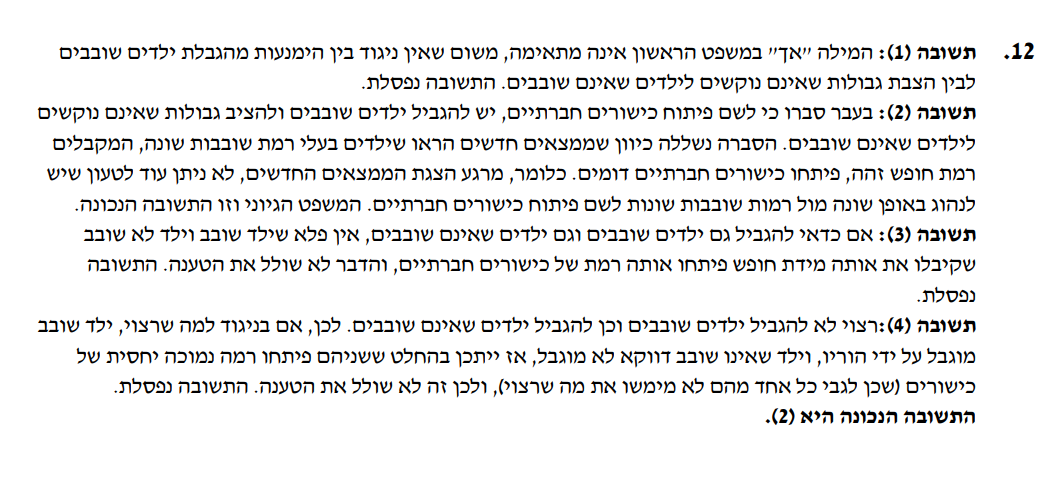 12. תשובה (1): המילה ״אך״ במשפט הראשון אינה מתאימה, משום שאין ניגוד בין הימנעות מהגבלת ילדים שובבים
לבין הצבת גבולות שאינם נוקשים לילדים שאינם שובבים. התשובה נפסלת.
תשובה (2): בעבר סברו כי לשם פיתוח כישורים חברתיים, יש להגביל ילדים שובבים ולהציב גבולות שאינם נוקשים
לילדים שאינם שובבים. הסברה נשללה כיוון שממצאים חדשים הראו שילדים בעלי רמת שובבות שונה, המקבלים
רמת חופש זהה, פיתחו כישורים חברתיים דומים. כלומר, מרגע הצגת הממצאים החדשים, לא ניתן עוד לטעון שיש
לנהוג באופן שונה מול רמות שובבות שונות לשם פיתוח כישורים חברתיים. המשפט הגיוני וזו התשובה הנכונה.
תשובה (3): אם כדאי להגביל גם ילדים שובבים וגם ילדים שאינם שובבים, אין פלא שילד שובב וילד לא שובב
שקיבלו את אותה מידת חופש פיתחו אותה רמת של כישורים חברתיים, והדבר לא שולל את הטענה. התשובה
נפסלת.
תשובה (4):רצוי לא להגביל ילדים שובבים וכן להגביל ילדים שאינם שובבים. לכן, אם בניגוד למה שרצוי, ילד שובב
מוגבל על ידי הוריו, וילד שאינו שובב דווקא לא מוגבל, אז ייתכן בהחלט ששניהם פיתחו רמה נמוכה יחסית של
כישורים (שכן לגבי כל אחד מהם לא מימשו את מה שרצוי), ולכן זה לא שולל את הטענה. התשובה נפסלת.
התשובה הנכונה היא (2).